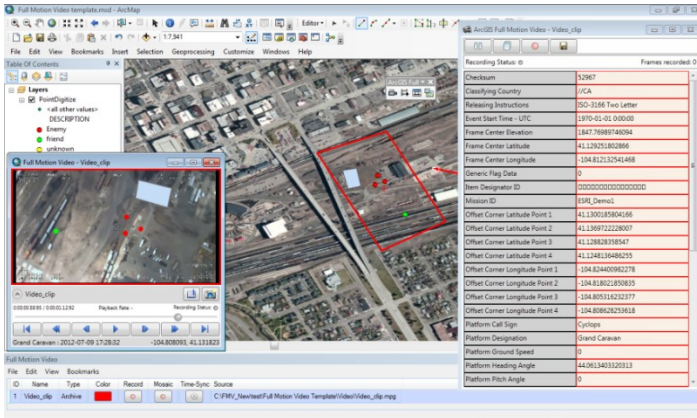 Full Motion Video template.mxd - ArcMap
Editor
1:7,941
File Edit View Bookmarks Insert Selection Geoprocessing Customize Windows Help
Table Of Contents
Layers
PointDigitize
<all other values>
DESCRIPTION
Enemy
friend
unknown
ArcGIS Full
Full Motion Video - Video_clip
Video_clip
Playback Rate -
Recording Status:
Grand Caravan : 2012-07-09 17:28:32
-104.808093, 41.131823
ArcGIS Full Motion Video - Video_clip
Recording Status: Frames recorded: 0
Checksum 52967
Classifying Country //CA
Releasing Instructions ISO-3166 Two Letter
Event Start Time - UTC 1970-01-01 0:00:00
Frame Center Elevation 1847.76989746094
Frame Center Latitude 41.129251802866
Frame Center Longitude -104.812132541468
Generic Flag Data 0
Item Designator ID
Mission ID ESRI_Demo1
Offset Corner Latitude Point 1 41.1300185804166
Offset Corner Latitude Point 2 41.1369722228007
Offset Corner Latitude Point 3 41.128828358547
Offset Corner Latitude Point 4 41.1248136486255
Offset Corner Longitude Point 1 -104.824400982278
Offset Corner Longitude Point 2 -104.818021850835
Offset Corner Longitude Point 3 -104.805316232377
Offset Corner Longitude Point 4 -104.808628253618
Platform Call Sign Cyclops
Platform Designation Grand Caravan
Platform Ground Speed 0
Platform Heading Angle 44.0613403320313
Platform Pitch Angle 0
Full Motion Video
File Edit View Bookmarks
ID Name Type Color Record Mosaic Time-Sync Source
1 Video_clip Archive C:\FMV_New\test\Full Motion Video Template\Video\Video_clip.mpg